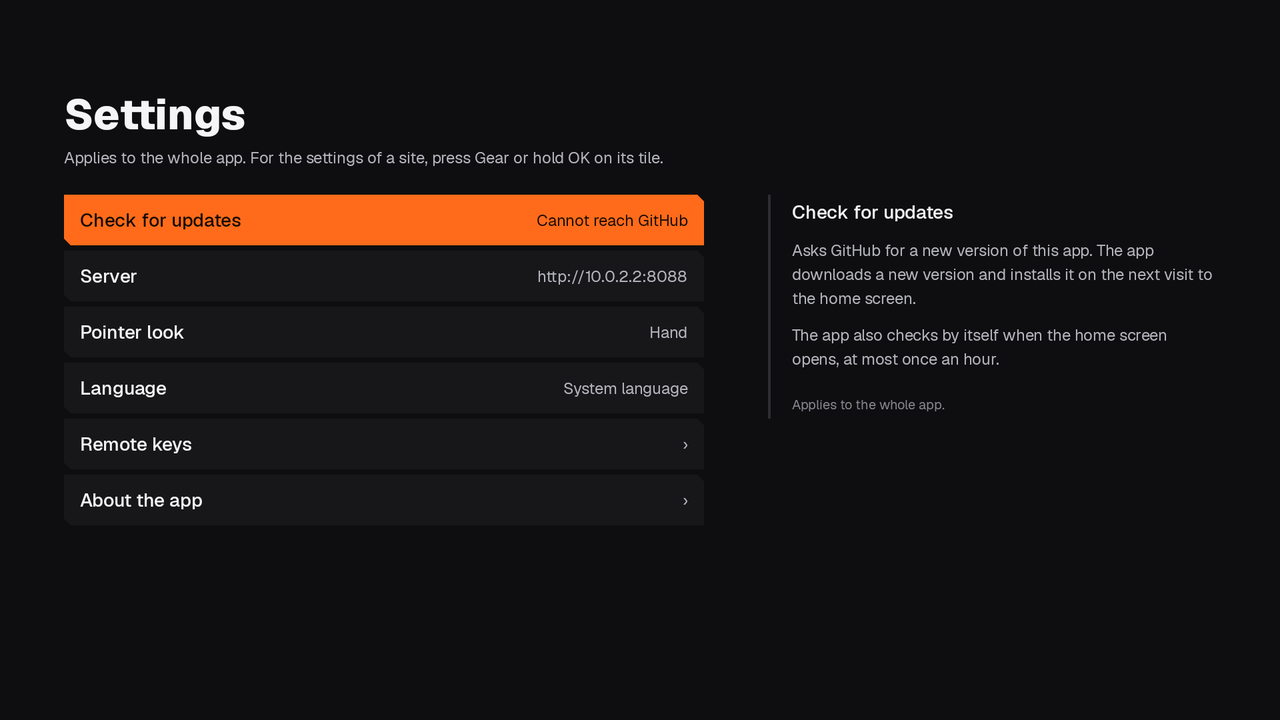 Settings
Applies to the whole app. For the settings of a site, press Gear or hold OK on its tile.
Check for updates
Cannot reach GitHub
Server
http://10.0.2.2:8088
Pointer look
Hand
Language
System language
Remote keys
›
About the app
›
Check for updates
Asks GitHub for a new version of this app. The app
downloads a new version and installs it on the next visit to
the home screen.
The app also checks by itself when the home screen
opens, at most once an hour.
Applies to the whole app.